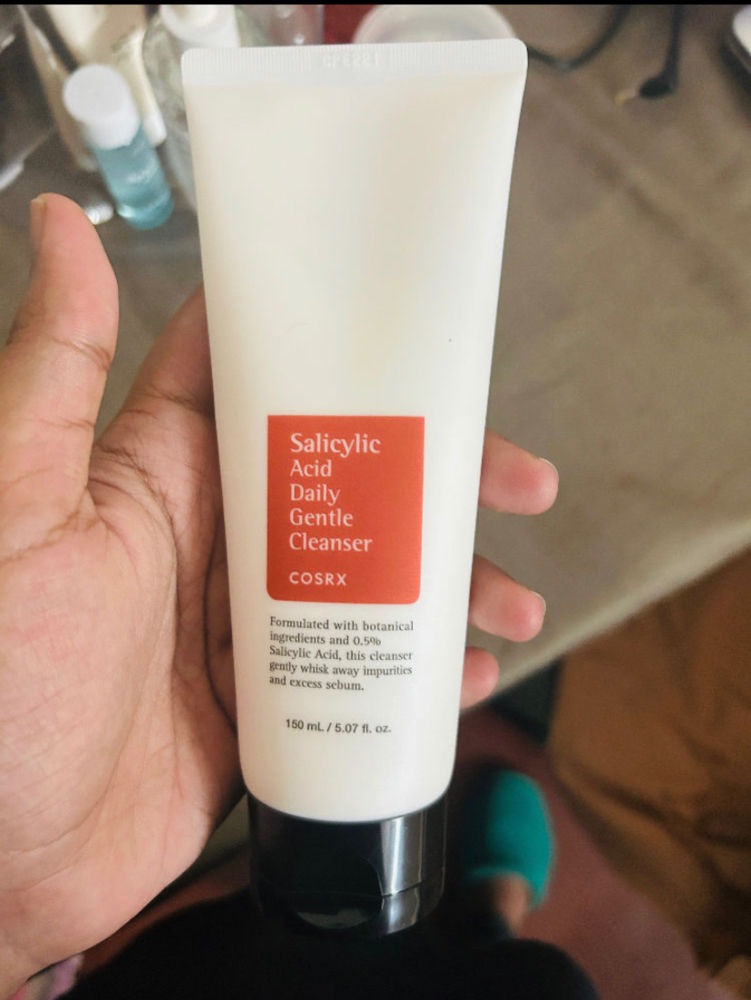 Salicylic
Acid
Daily
Gentle
Cleanser
COSRX
Formulated with botanical
ingredients and 0.5%
Salicylic Acid, this cleanser
gently whisk away impurities
and excess sebum.
150 mL / 5.07 fl. oz.